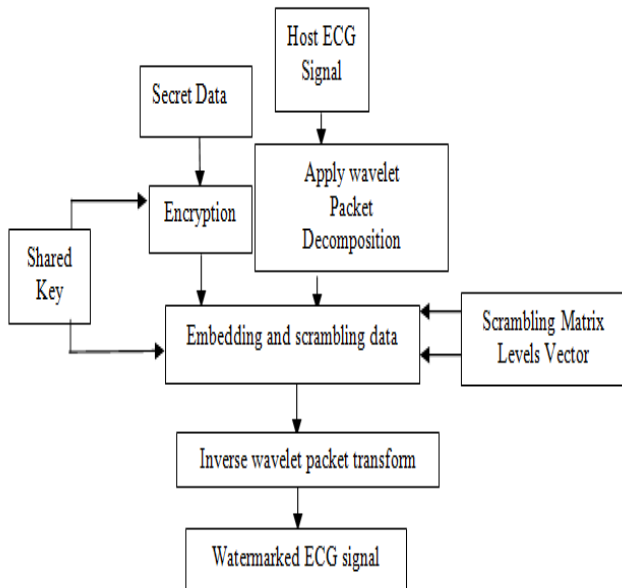 Host ECG
Signal
Secret Data
Apply wavelet
Packet
Decomposition
Encryption
Shared
Key
Embedding and scrambling data
Scrambling Matrix
Levels Vector
Inverse wavelet packet transform
Watermarked ECG signal